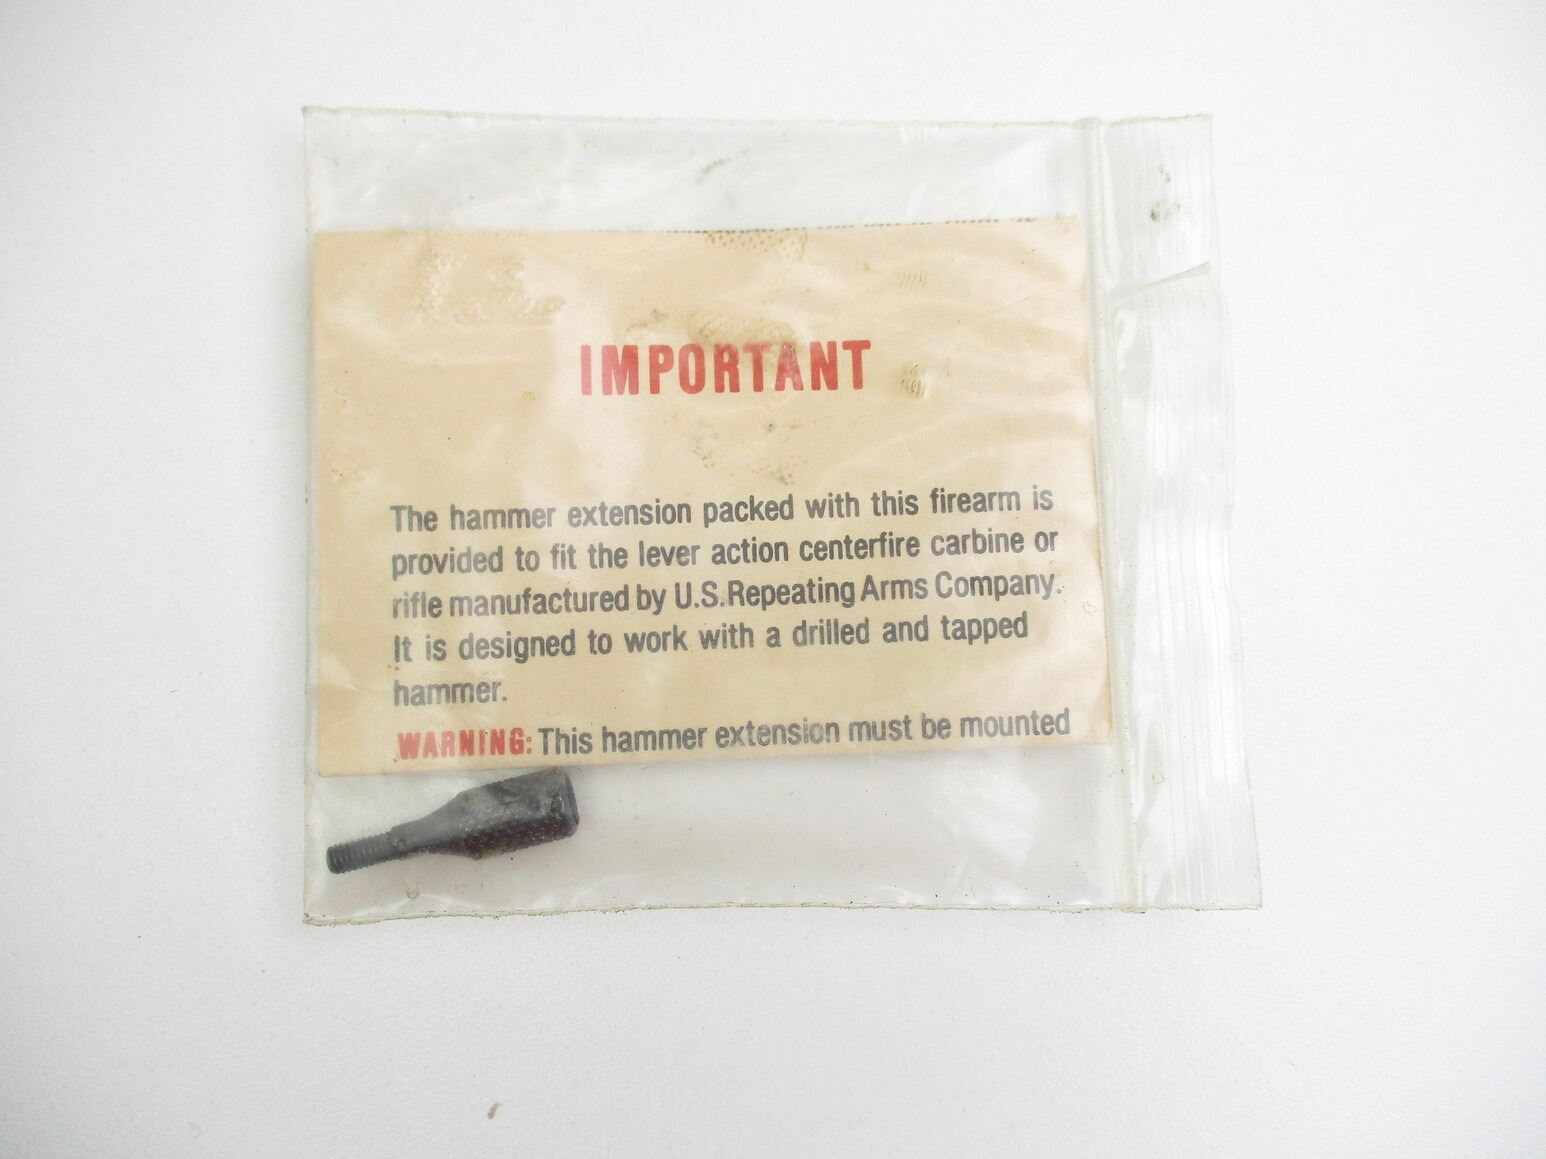 IMPORTANT
The hammer extension packed with this firearm is
provided to fit the lever action centerfire carbine or
rifle manufactured by U.S.Repeating Arms Company.
It is designed to work with a drilled and tapped
hammer.
WARNING: This hammer extension must be mounted